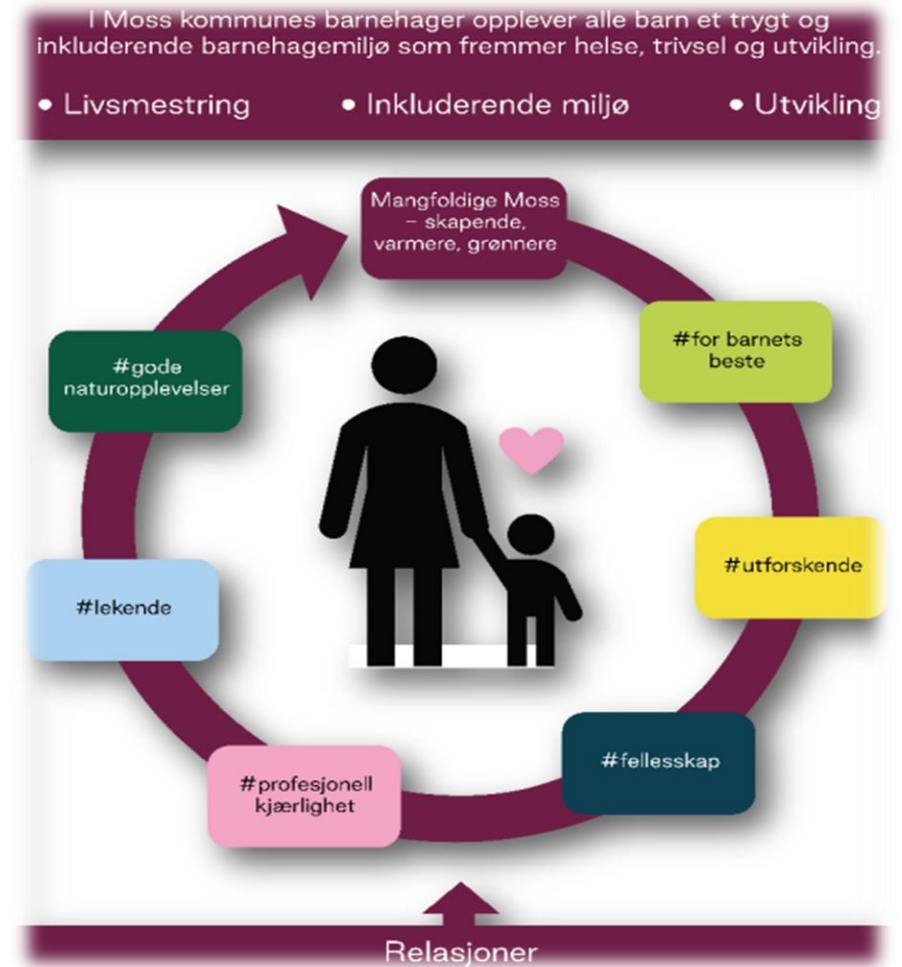 I Moss kommunes barnehager opplever alle barn et trygt og
inkluderende barnehagemiljø som fremmer helse, trivsel og utvikling.
• Livsmestring • Inkluderende miljø • Utvikling
Mangfoldige Moss
– skapende,
varmere, grønnere
#for barnets
beste
#utforskende
#fellesskap
#profesjonell
kjærlighet
#lekende
#gode
naturopplevelser
Relasjoner